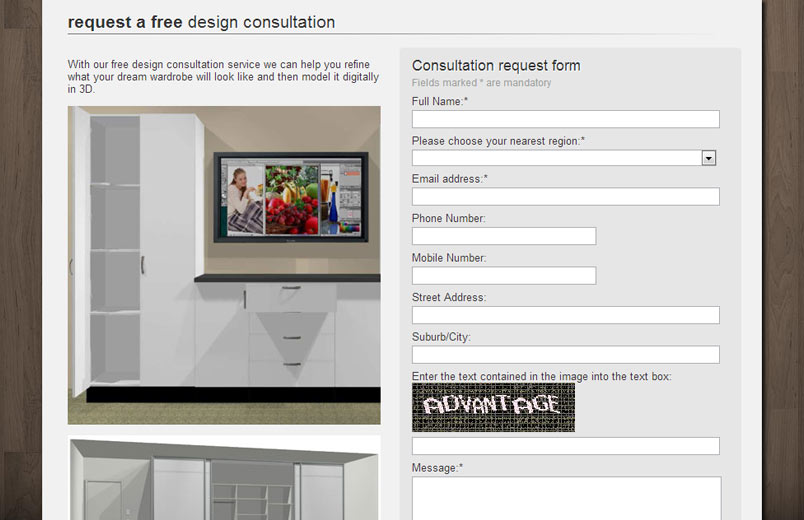 request a free design consultation
With our free design consultation service we can help you refine
what your dream wardrobe will look like and then model it digitally
in 3D.
Consultation request form
Fields marked * are mandatory
Full Name:*
Please choose your nearest region:*
Email address:*
Phone Number:
Mobile Number:
Street Address:
Suburb/City:
Enter the text contained in the image into the text box:
ADVANTAGE
Message:*